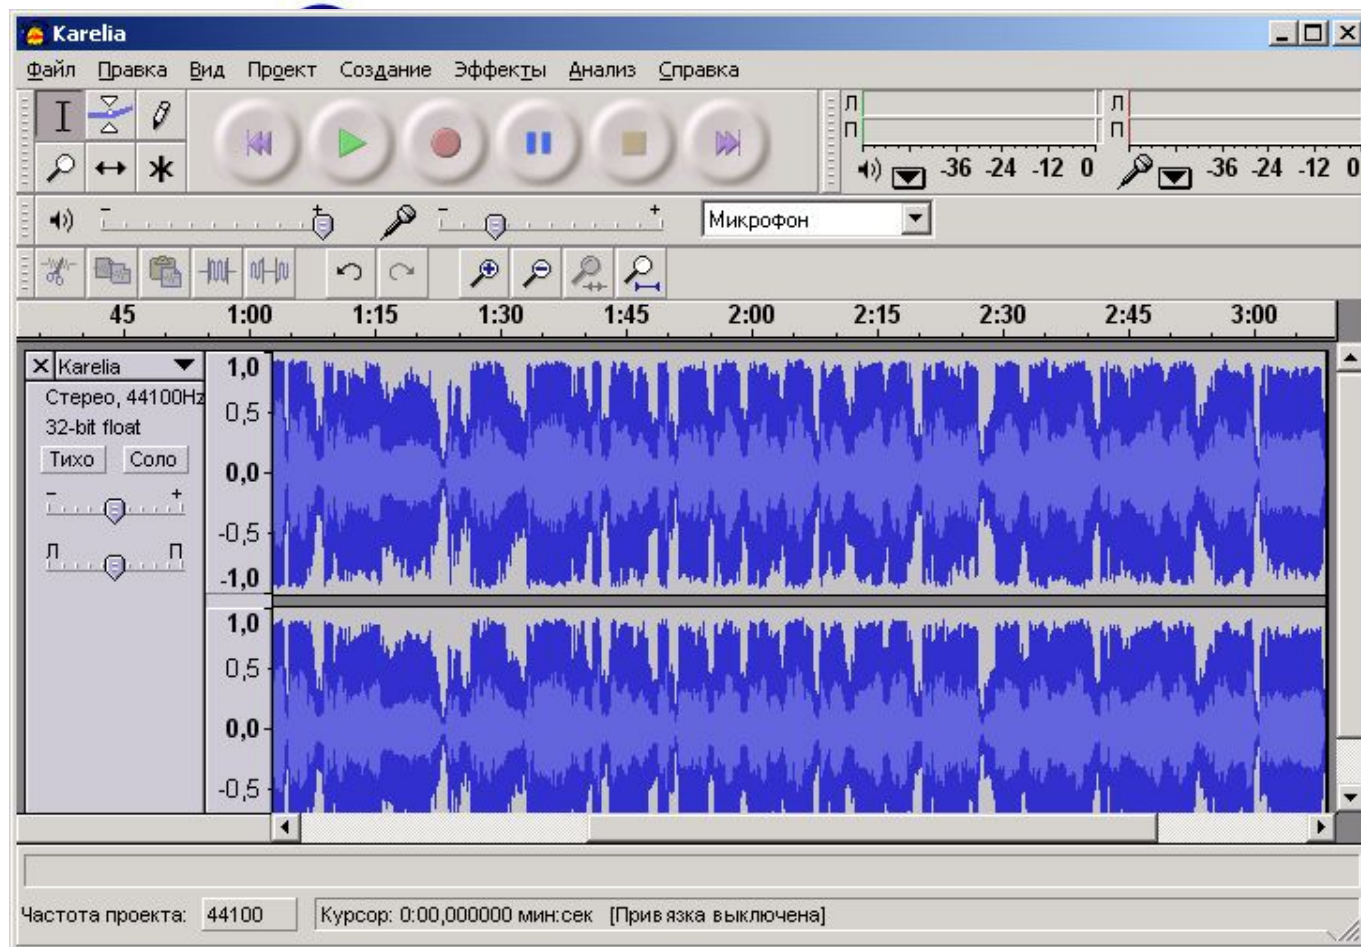 Karelia
Файл Правка Вид Проект Создание Эффекты Анализ Справка
Л Л
П П
-36 -24 -12 0 -36 -24 -12 0
- + - + Микрофон
45 1:00 1:15 1:30 1:45 2:00 2:15 2:30 2:45 3:00
X Karelia 1,0
Стерео, 44100Hz
32-bit float 0,5
Тихо Соло
0,0
- +
-0,5
Л П
-1,0
1,0
0,5
0,0
-0,5
Частота проекта: 44100 Курсор: 0:00,000000 мин:сек [Привязка выключена]